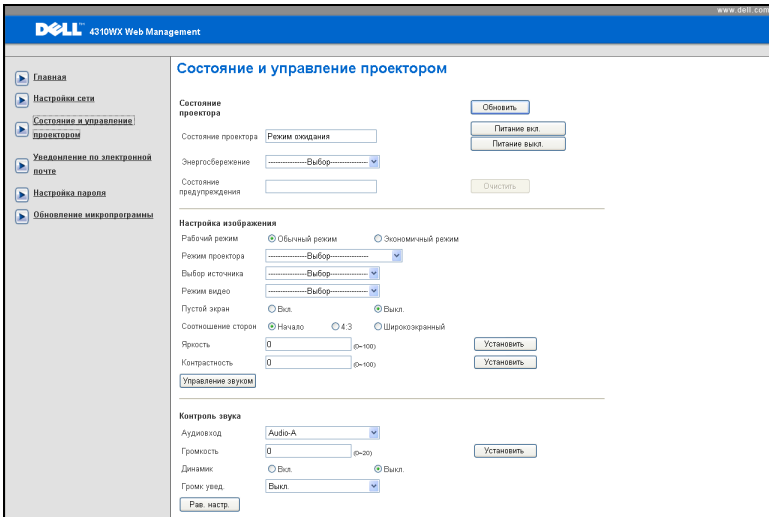 www.dell.com
DELL™ 4310WX Web Management
Главная
Настройки сети
Состояние и управление
проектором
Уведомление по электронной
почте
Настройка пароля
Обновление микропрограммы
Состояние и управление проектором
Состояние
проектора
Обновить
Состояние проектора Режим ожидания
Питание вкл.
Питание выкл.
Энергосбережение ----------------Выбор----------------
Состояние
предупреждения
Очистить
Настройка изображения
Рабочий режим Обычный режим Экономичный режим
Режим проектора ----------------Выбор----------------
Выбор источника ----------------Выбор----------------
Режим видео ----------------Выбор----------------
Пустой экран Вкл. Выкл.
Соотношение сторон Начало 4:3 Широкоэкранный
Яркость 0 (0~100) Установить
Контрастность 0 (0~100) Установить
Управление звуком
Контроль звука
Аудиовход Audio-A
Громкость 0 (0~20) Установить
Динамик Вкл. Выкл.
Громк увед. Выкл.
Рав. настр.